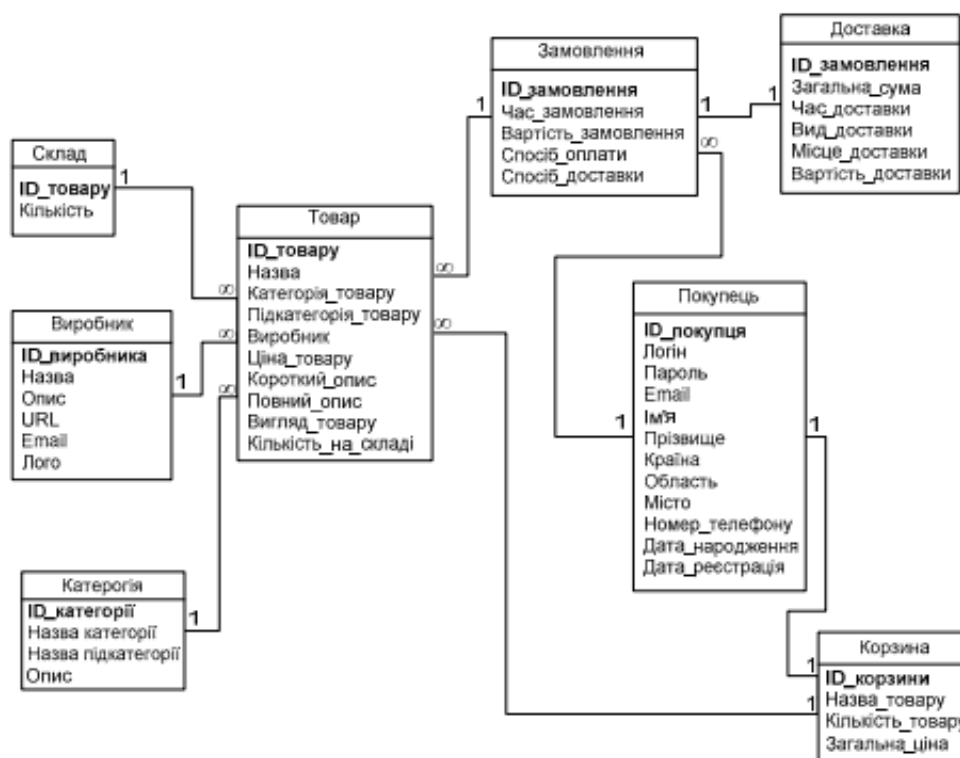 Доставка
ID_замовлення
Загальна_сума
Час_доставки
Вид_доставки
Місце_доставки
Вартість_доставки
1
Замовлення
ID_замовлення
Час_замовлення
Вартість_замовлення
Спосіб_оплати
Спосіб_доставки
1
1
∞
Склад
ID_товару
Кількість
1
Товар
ID_товару
Назва
Категорія_товару
Підкатегорія_товару
Виробник
Ціна_товару
Короткий_опис
Повний_опис
Вигляд_товару
Кількість_на_складі
∞
∞
∞
∞
∞
Виробник
ID_виробника
Назва
Опис
URL
Email
Лого
1
Покупець
ID_покупця
Логін
Пароль
Email
Ім'я
Прізвище
Країна
Область
Місто
Номер_телефону
Дата_народження
Дата_реєстрація
1
1
Катерогія
ID_категорії
Назва категорії
Назва підкатегорії
Опис
1
Корзина
ID_корзини
Назва_товару
Кількість_товару
Загальна_ціна
1
1